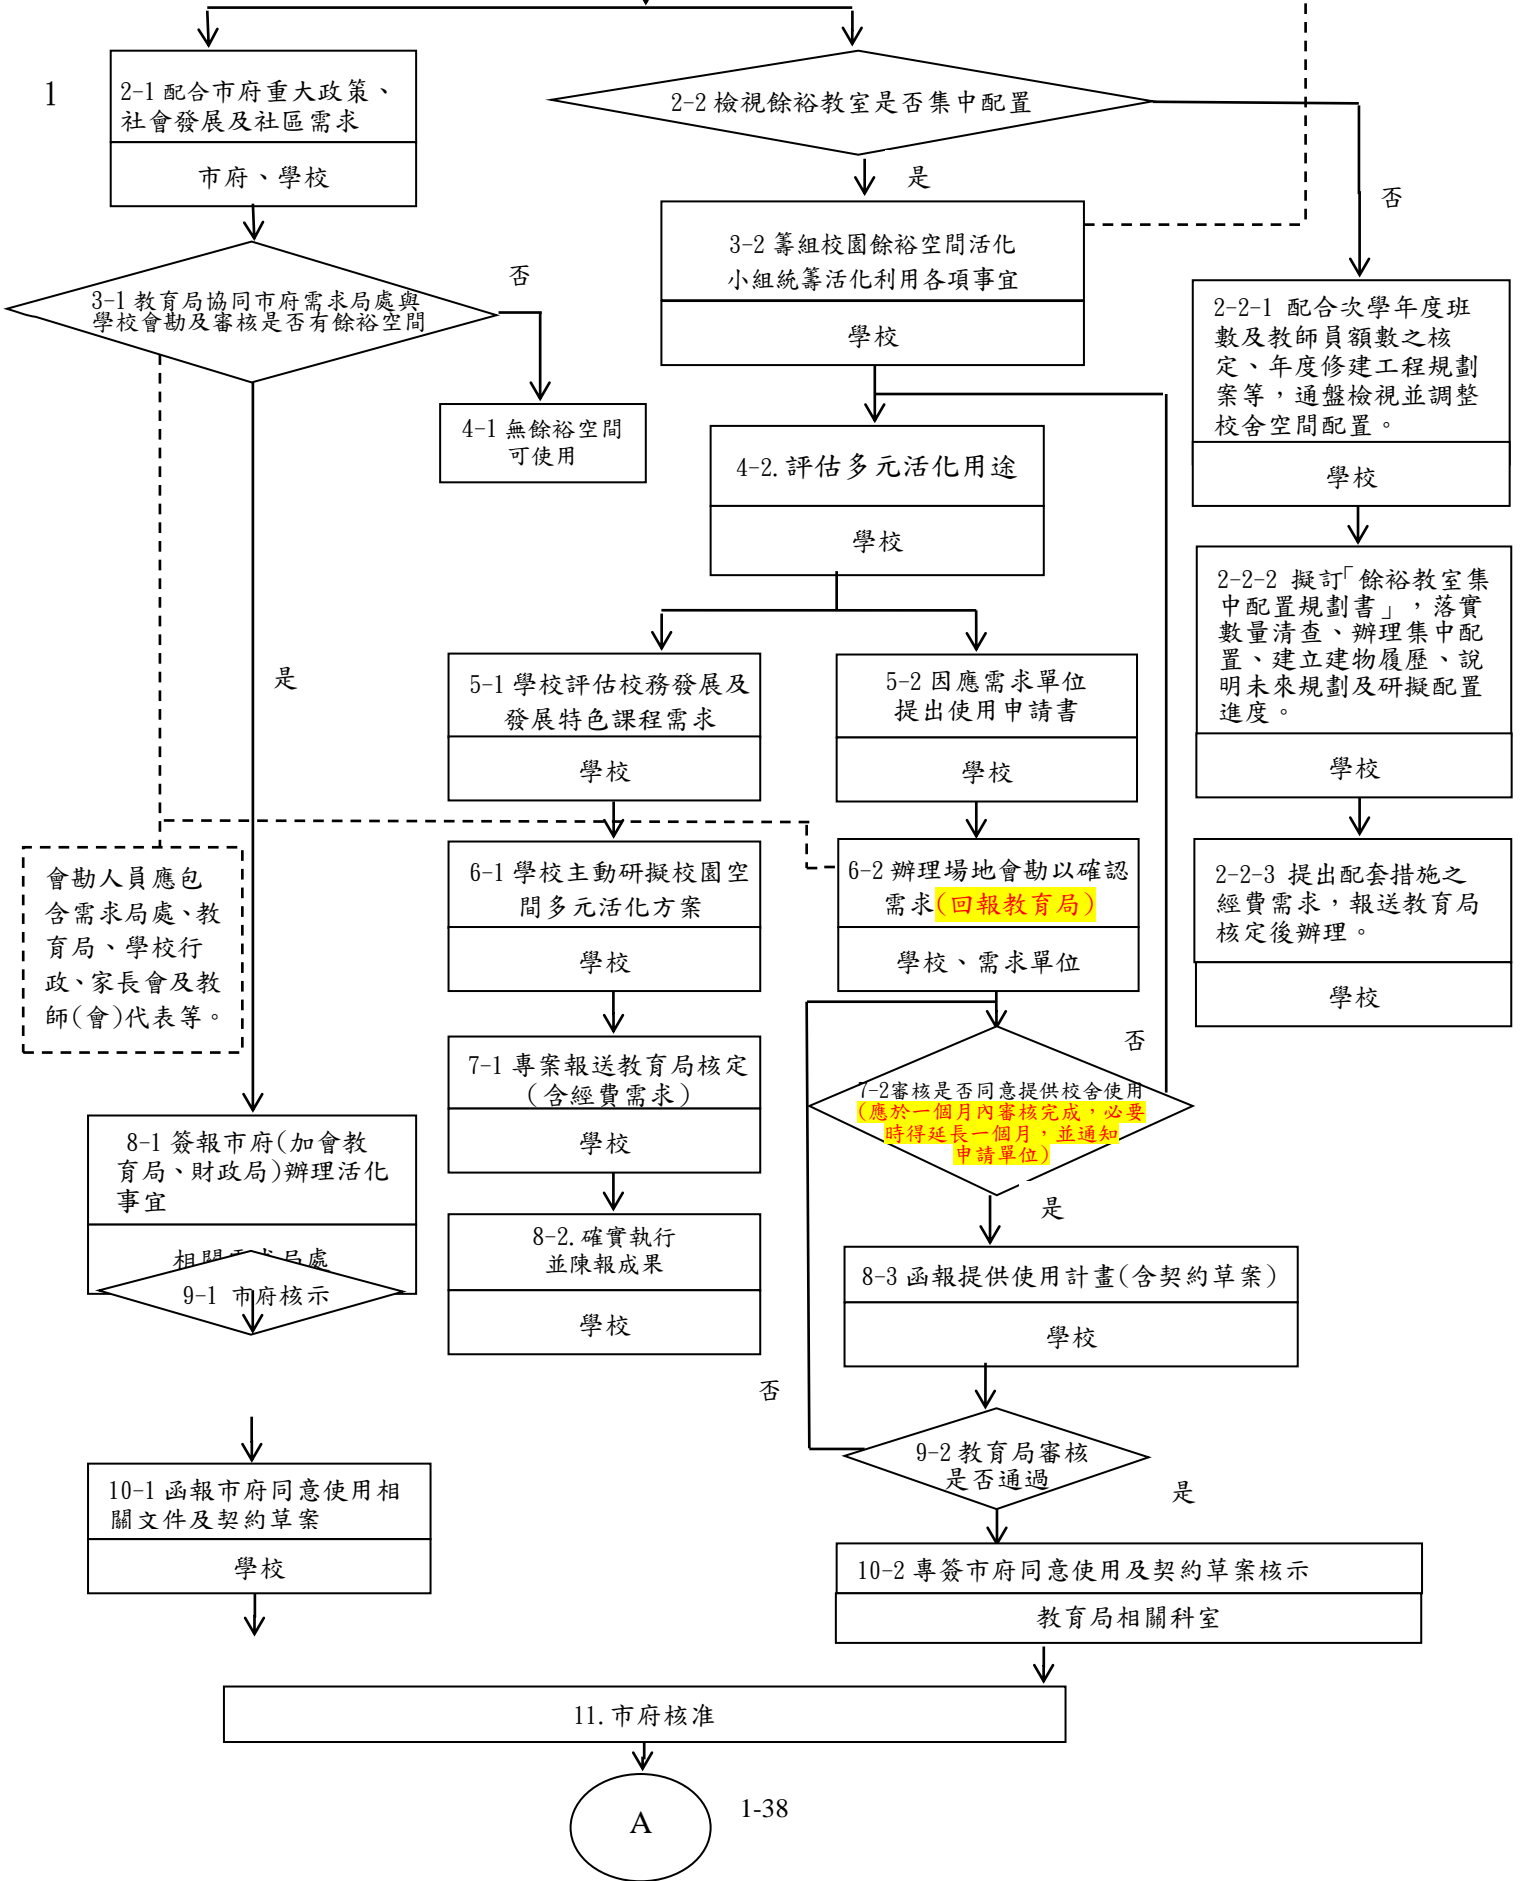 1
2-1 配合市府重大政策、
社會發展及社區需求
市府、學校
2-2 檢視餘裕教室是否集中配置
是
否
3-1 教育局協同市府需求局處與
學校會勘及審核是否有餘裕空間
否
是
4-1 無餘裕空間
可使用
3-2 籌組校園餘裕空間活化
小組統籌活化利用各項事宜
學校
2-2-1 配合次學年度班
數及教師員額數之核
定、年度修建工程規劃
案等，通盤檢視並調整
校舍空間配置。
學校
4-2.評估多元活化用途
學校
2-2-2 擬訂「餘裕教室集
中配置規劃書」，落實
數量清查、辦理集中配
置、建立建物履歷、說
明未來規劃及研擬配置
進度。
學校
5-1 學校評估校務發展及
發展特色課程需求
學校
5-2 因應需求單位
提出使用申請書
學校
會勘人員應包
含需求局處、教
育局、學校行
政、家長會及教
師(會)代表等。
6-1 學校主動研擬校園空
間多元活化方案
學校
6-2 辦理場地會勘以確認
需求(回報教育局)
學校、需求單位
2-2-3 提出配套措施之
經費需求，報送教育局
核定後辦理。
學校
7-1 專案報送教育局核定
(含經費需求)
學校
否
7-2審核是否同意提供校舍使用
(應於一個月內審核完成，必要
時得延長一個月，並通知
申請單位)
是
8-1 簽報市府(加會教
育局、財政局)辦理活化
事宜
相關需求局處
9-1 市府核示
8-2.確實執行
並陳報成果
學校
8-3 函報提供使用計畫(含契約草案)
學校
否
9-2 教育局審核
是否通過
是
10-1 函報市府同意使用相
關文件及契約草案
學校
10-2 專簽市府同意使用及契約草案核示
教育局相關科室
11.市府核准
A
1-38